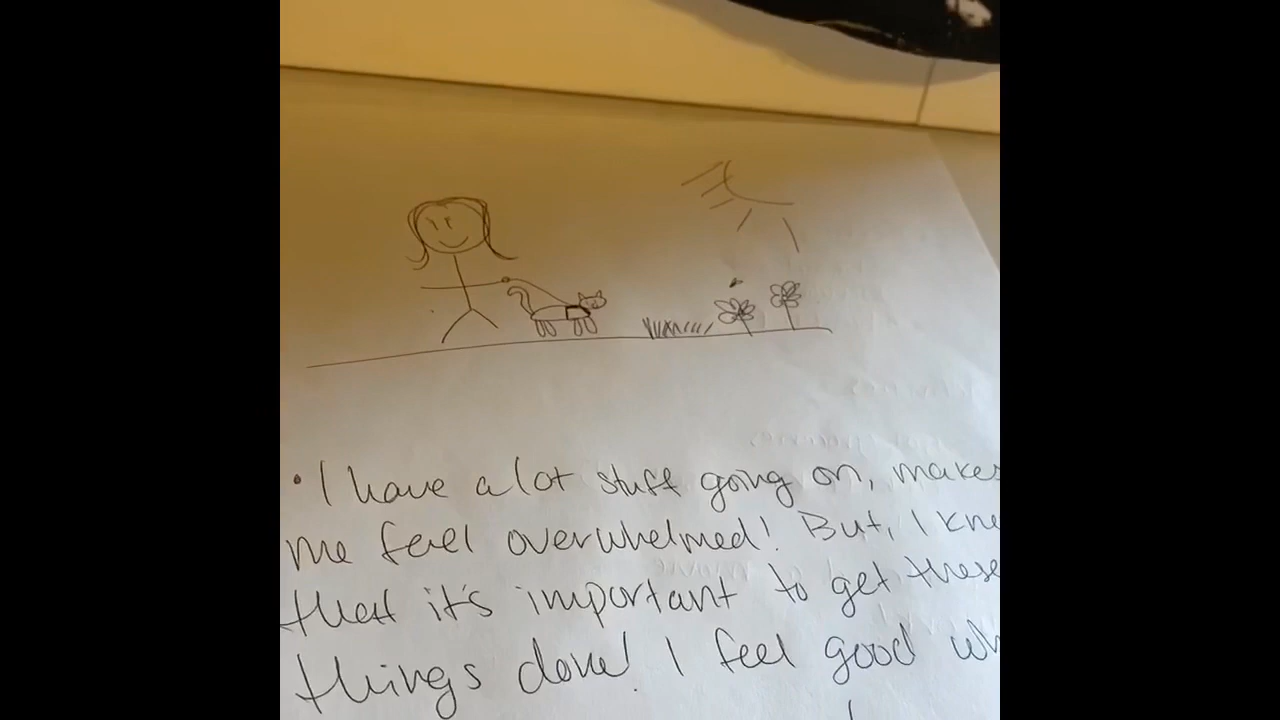 • I have a lot stuff going on, makes
me feel overwhelmed! But, I kne
that it's important to get these
things done! I feel good wh